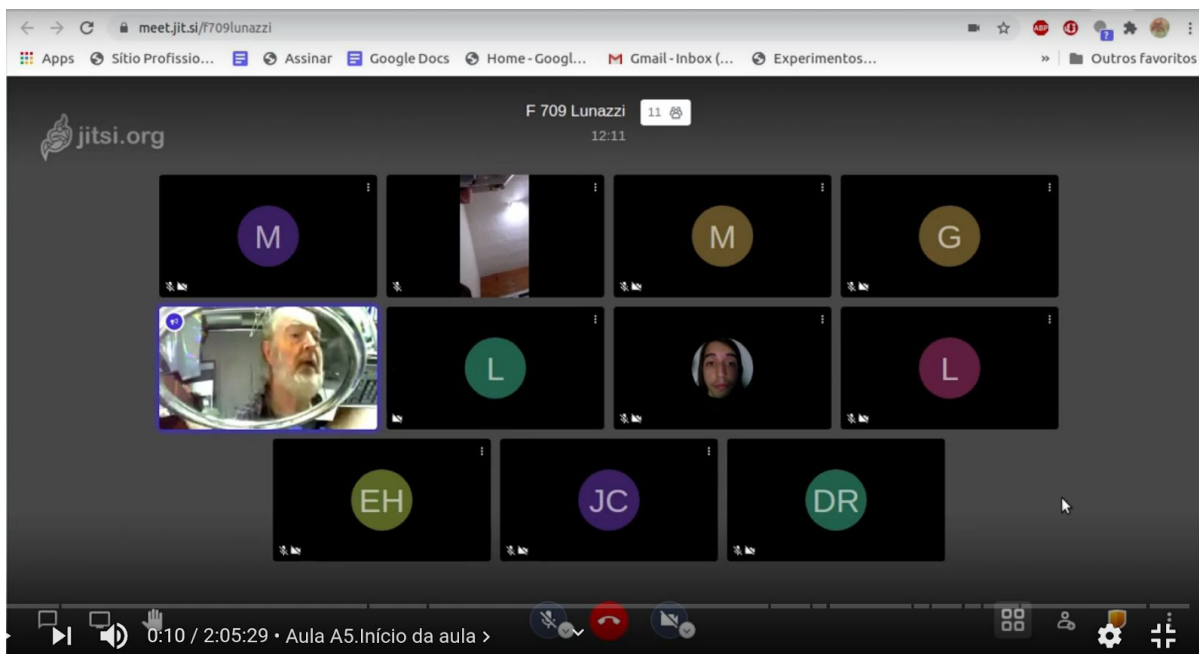 meet.jit.si/f709lunazzi
ABP
?
Apps Sítio Profissio... Assinar Google Docs Home - Googl... Gmail - Inbox (... Experimentos... » Outros favoritos
jitsi.org
F 709 Lunazzi 11
12:11
M M G
L L
EH JC DR
0:10 / 2:05:29 • Aula A5.Início da aula >